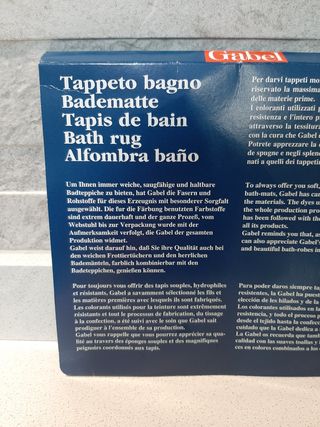 Gabel
Tappeto bagno
Badematte
Tapis de bain
Bath rug
Alfombra baño
Per darvi tappeti mo
riservato la massima
delle materie prime.
I coloranti utilizzati p
resistenza e l'intero p
attraverso la tessitura
con la cura che Gabel d
Potrete apprezzare la
de spugne e negli splend
nati a quelli dei tappetin
Um Ihnen immer weiche, saugfähige und haltbare
Badteppiche zu bieten, hat Gabel die Fasern und
Rohstoffe für dieses Erzeugnis mit besonderer Sorgfalt
ausgewählt. Die fur die Färbung benutzten Farbstoffe
sind extrem dauerhaft und der ganze Prozeß, vom
Webstuhl bis zur Verpackung wurde mit der
Aufmerksamkeit verfolgt, die Gabel der gesamten
Produktion widmet.
Gabel weist darauf hin, daß Sie ihre Qualität auch bei
den weichen Frottiertüchern und den herrlichen
Bademänteln, farblich kombinierbar mit den
Badeteppichen, genießen können.
To always offer you soft,
bath-mats, Gabel has care
the materials. The dyes u
the whole production pro
has been followed with the
all its products.
Gabel reminds you that, as
can also appreciate Gabel's
and beautiful bath-robes in
Pour toujours vous offrir des tapis souples, hydrophiles
et résistants, Gabel a savamment sélectionné les fils et
les matières premières avec lesquels ils sont fabriqués.
Les colorants utilisés pour la teinture sont extrêmement
résistants et tout le processus de fabrication, du tissage
à la confection, a été suivi avec le soin que Gabel sait
prodiguer à l'ensemble de sa production.
Gabel vous rappelle que vous pourrez apprécier sa qua-
lité au travers des éponges souples et des magnifiques
peignoirs coordonnés aux tapis.
Para poder daros siempre ta
resistentes, la Gabel ha puest
elección de los hilados y de la
Los colorantes utilizados en
resistencia, y todo el proceso p
desde el tejido hasta la confecci
cuidado que la Gabel dedica a
La Gabel os recuerda que tamb
calidad con las suaves toallas y l
ces en colores combinados a los